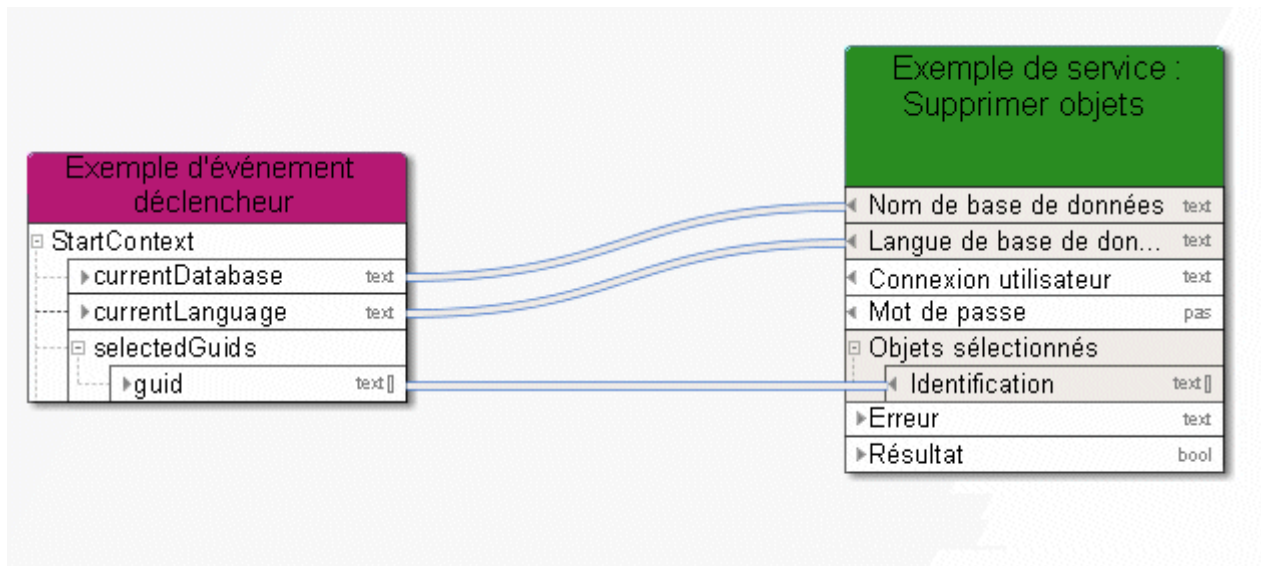 Exemple d'événement
déclencheur
StartContext
currentDatabase text
currentLanguage text
selectedGuids
guid text[]
Exemple de service :
Supprimer objets
Nom de base de données text
Langue de base de don... text
Connexion utilisateur text
Mot de passe pas
Objets sélectionnés
Identification text[]
Erreur text
Résultat bool